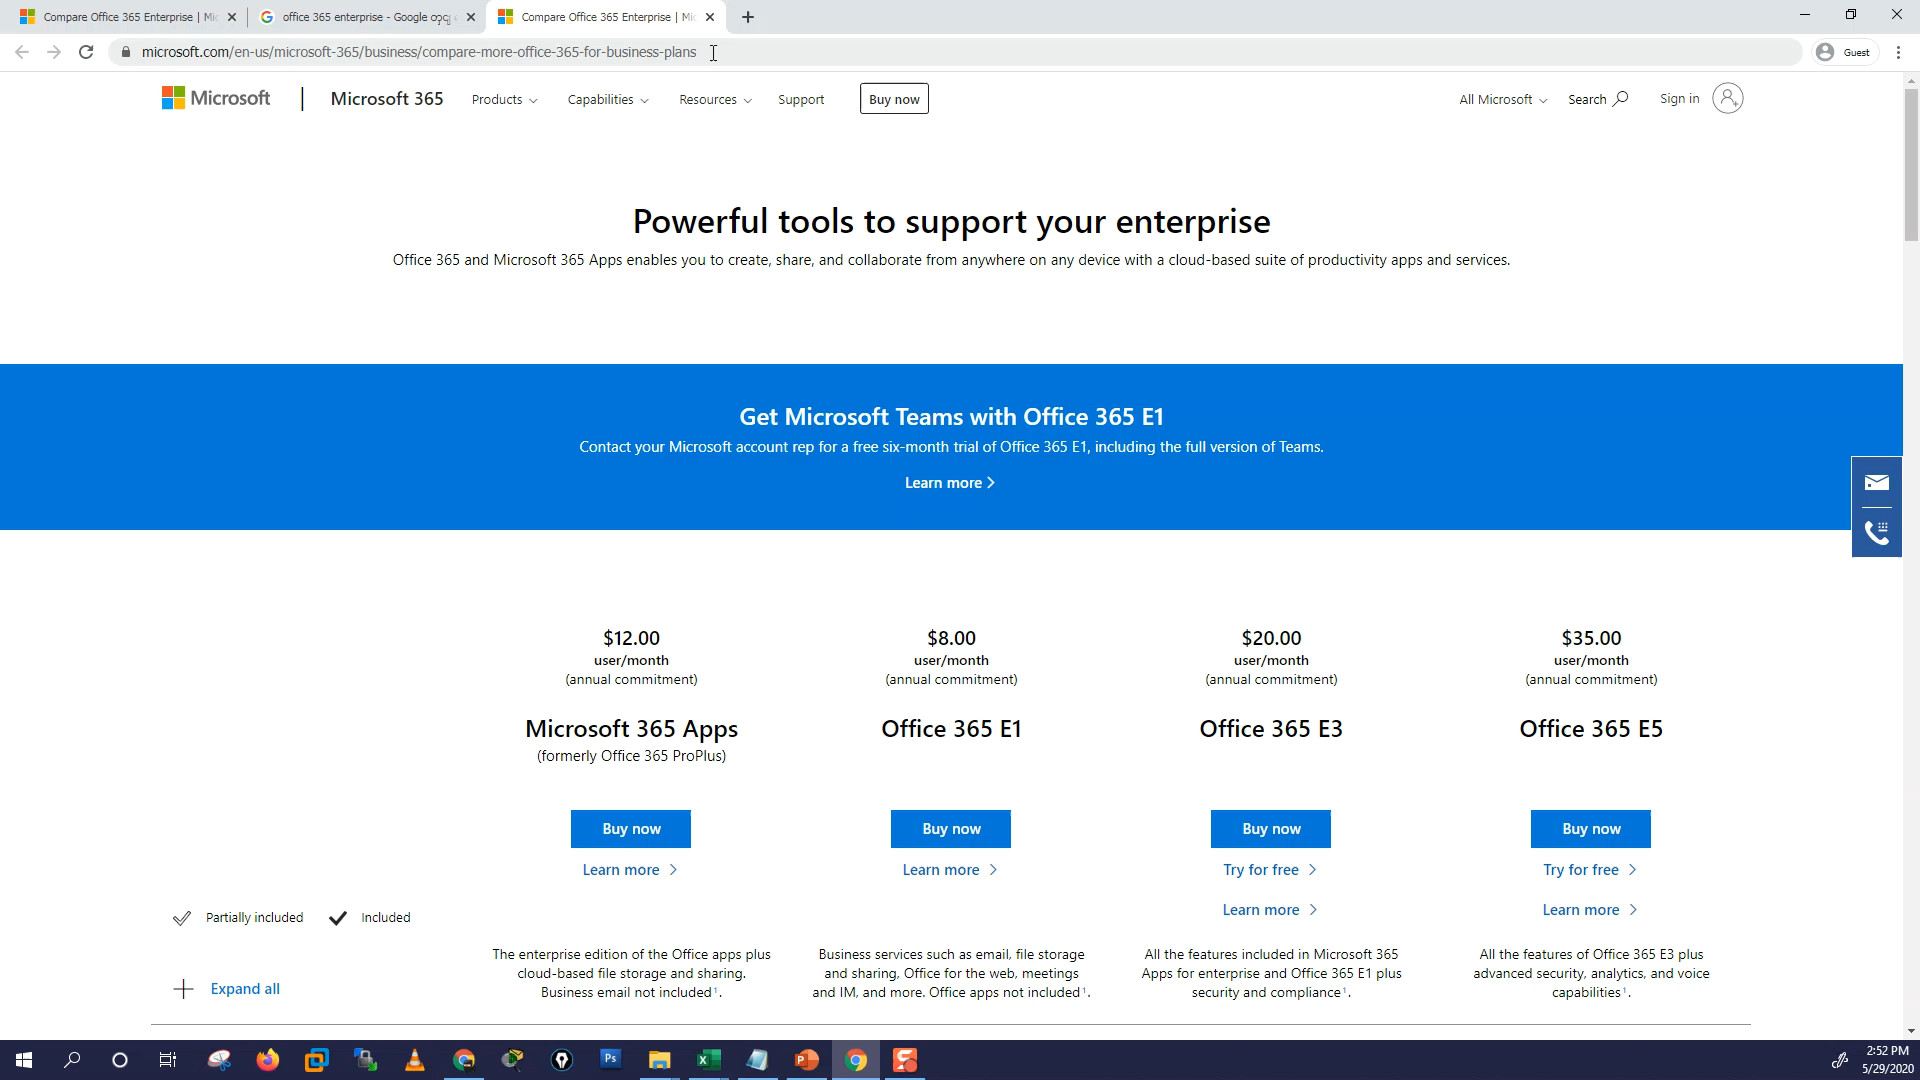 Compare Office 365 Enterprise | Mic
office 365 enterprise - Google
Compare Office 365 Enterprise | Mic
microsoft.com/en-us/microsoft-365/business/compare-more-office-365-for-business-plans
Guest
Microsoft
Microsoft 365
Products
Capabilities
Resources
Support
Buy now
All Microsoft
Search
Sign in
Powerful tools to support your enterprise
Office 365 and Microsoft 365 Apps enables you to create, share, and collaborate from anywhere on any device with a cloud-based suite of productivity apps and services.
Get Microsoft Teams with Office 365 E1
Contact your Microsoft account rep for a free six-month trial of Office 365 E1, including the full version of Teams.
Learn more
$12.00
user/month
(annual commitment)
Microsoft 365 Apps
(formerly Office 365 ProPlus)
Buy now
Learn more
$8.00
user/month
(annual commitment)
Office 365 E1
Buy now
Learn more
$20.00
user/month
(annual commitment)
Office 365 E3
Buy now
Try for free
Learn more
$35.00
user/month
(annual commitment)
Office 365 E5
Buy now
Try for free
Learn more
Partially included
Included
Expand all
The enterprise edition of the Office apps plus
cloud-based file storage and sharing.
Business email not included¹.
Business services such as email, file storage
and sharing, Office for the web, meetings
and IM, and more. Office apps not included¹.
All the features included in Microsoft 365
Apps for enterprise and Office 365 E1 plus
security and compliance¹.
All the features of Office 365 E3 plus
advanced security, analytics, and voice
capabilities¹.
Ps
2:52 PM
5/29/2020